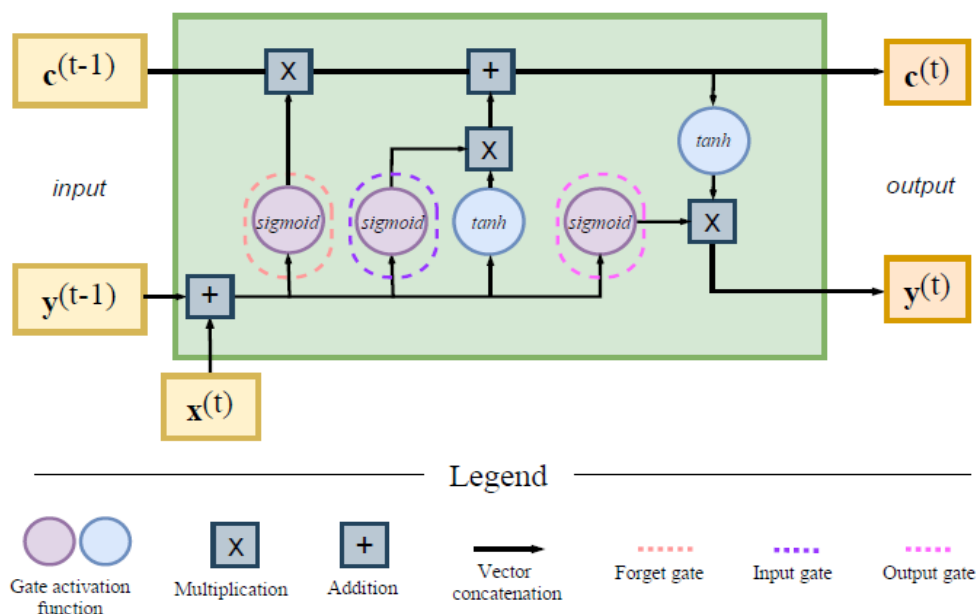 c(t-1)
x
+
c(t)
tanh
x
input
output
sigmoid
sigmoid
tanh
sigmoid
x
y(t-1)
+
y(t)
x(t)
Legend
x
+
Gate activation
function
Multiplication
Addition
Vector
concatenation
Forget gate
Input gate
Output gate